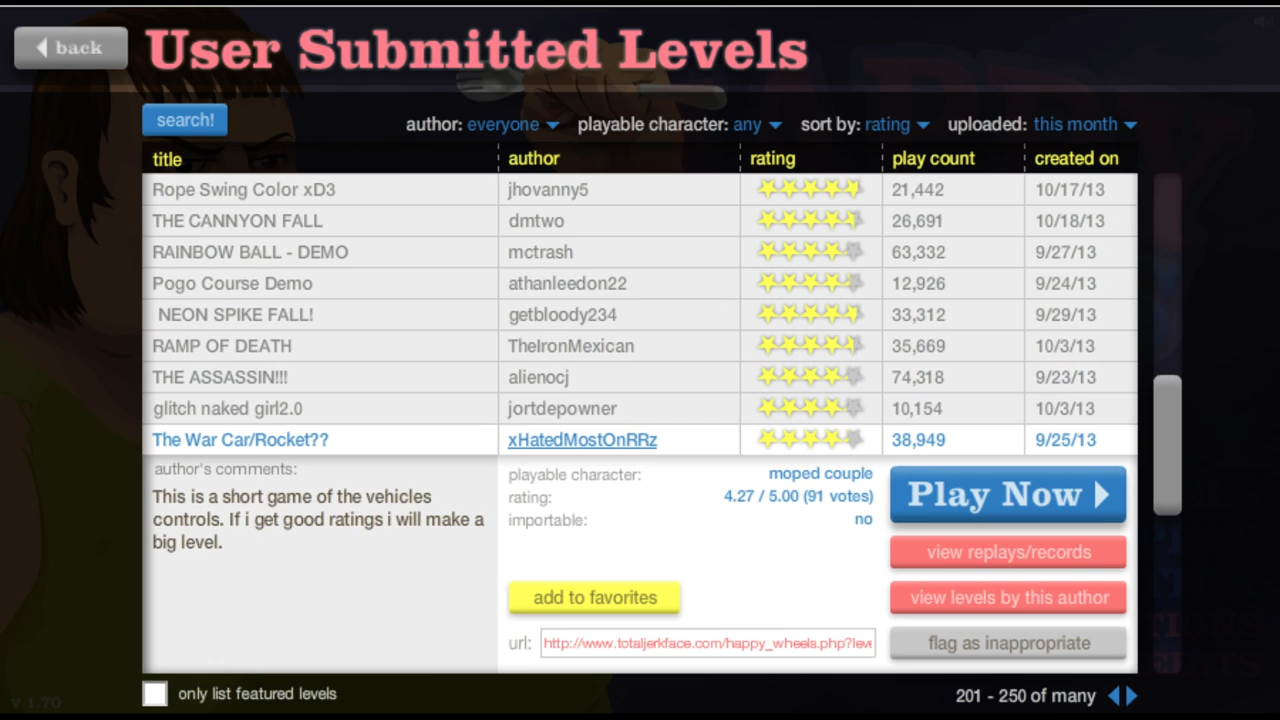 back
User Submitted Levels
search!
author: everyone playable character: any sort by: rating uploaded: this month
title author rating play count created on
Rope Swing Color xD3 jhovanny5 21,442 10/17/13
THE CANNYON FALL dmtwo 26,691 10/18/13
RAINBOW BALL - DEMO mctrash 63,332 9/27/13
Pogo Course Demo athanleedon22 12,926 9/24/13
NEON SPIKE FALL! getbloody234 33,312 9/29/13
RAMP OF DEATH TheIronMexican 35,669 10/3/13
THE ASSASSIN!!! alienocj 74,318 9/23/13
glitch naked girl2.0 jortdepowner 10,154 10/3/13
The War Car/Rocket?? xHatedMostOnRRz 38,949 9/25/13
author's comments:
This is a short game of the vehicles
controls. If i get good ratings i will make a
big level.
playable character: moped couple
rating: 4.27 / 5.00 (91 votes)
importable: no
Play Now
view replays/records
add to favorites
view levels by this author
url: http://www.totaljerkface.com/happy_wheels.php?lev
flag as inappropriate
only list featured levels
201 - 250 of many
v 1.70